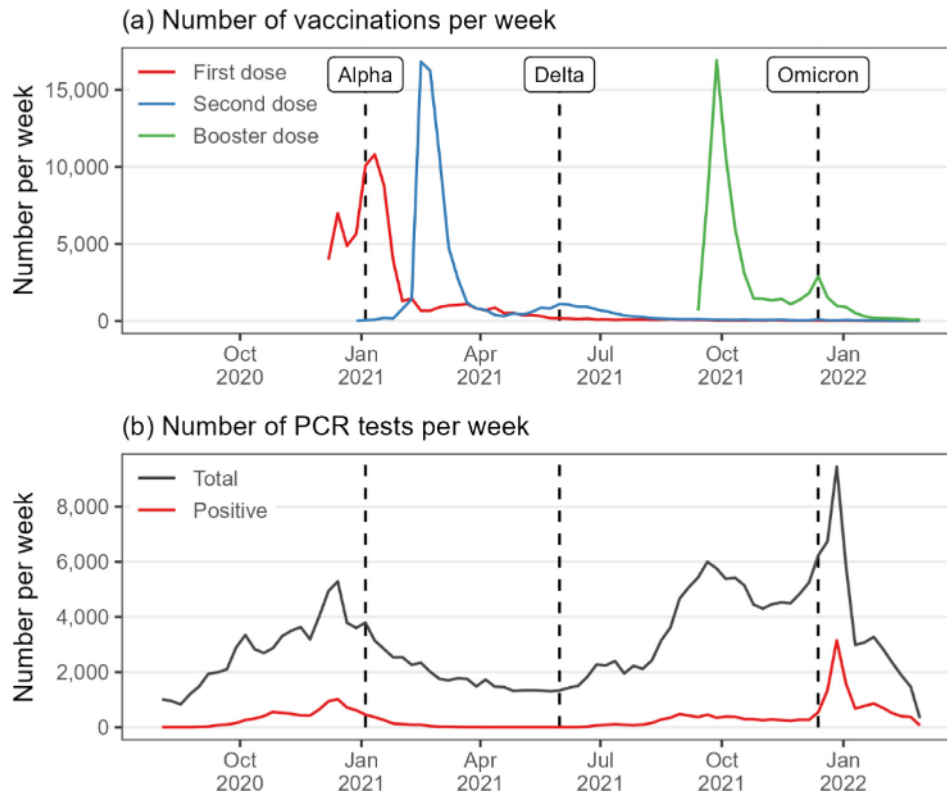 (a) Number of vaccinations per week
First dose
Second dose
Booster dose
Alpha
Delta
Omicron
Number per week
15,000
10,000
5,000
0
Oct
2020
Jan
2021
Apr
2021
Jul
2021
Oct
2021
Jan
2022
(b) Number of PCR tests per week
Total
Positive
Number per week
8,000
6,000
4,000
2,000
0
Oct
2020
Jan
2021
Apr
2021
Jul
2021
Oct
2021
Jan
2022